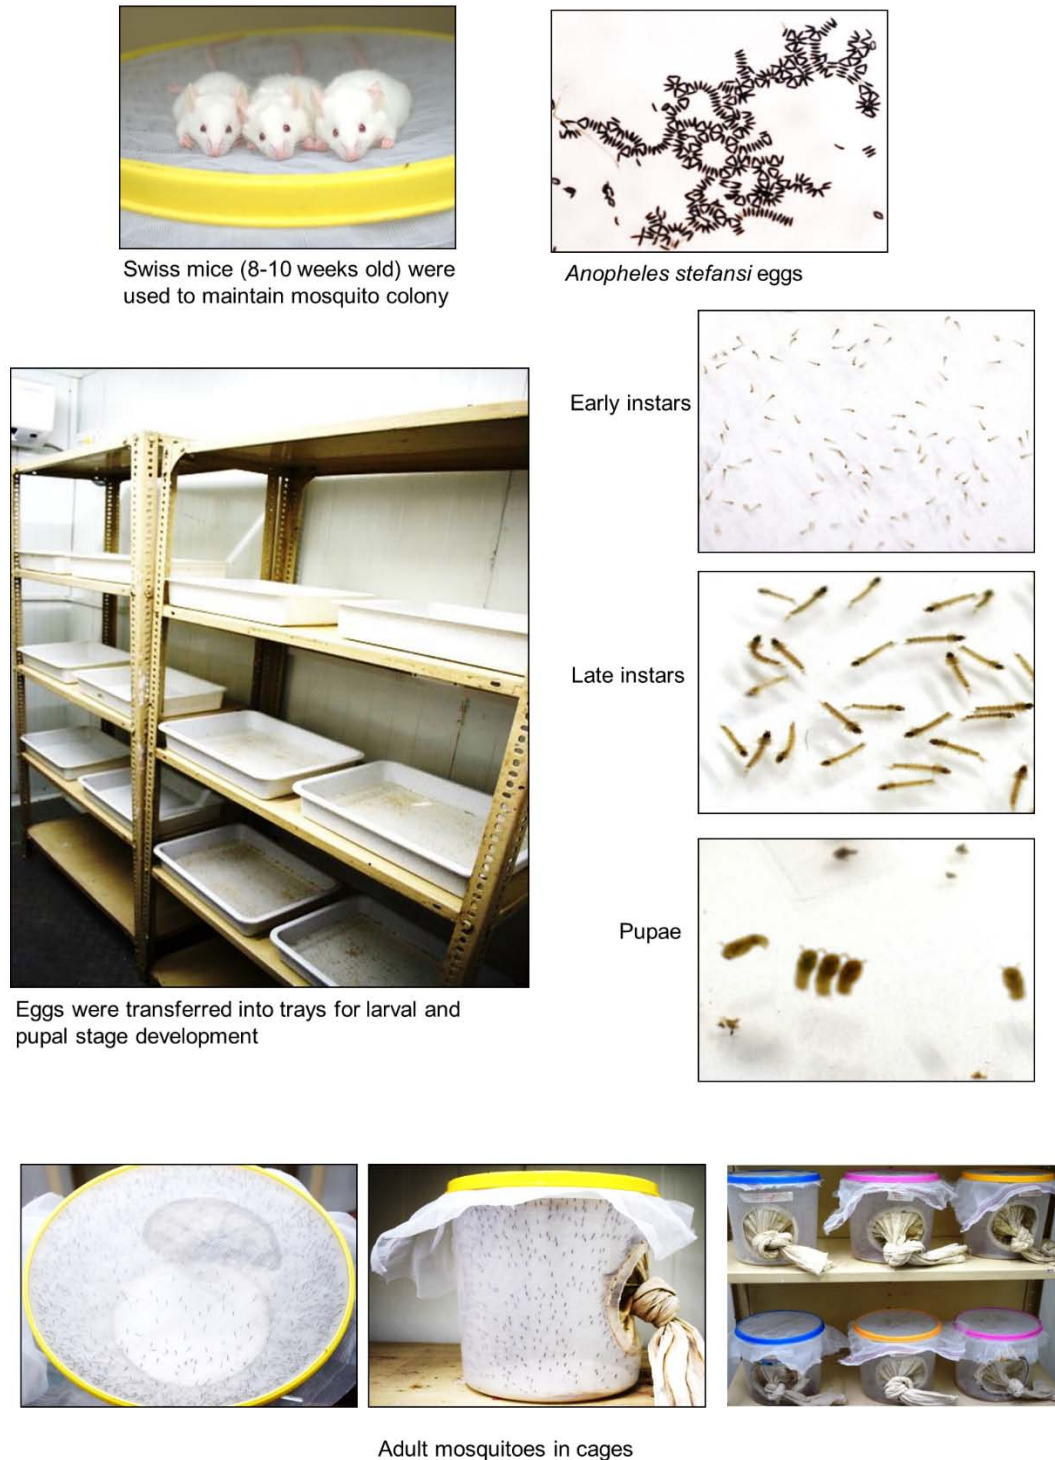 Swiss mice (8-10 weeks old) were
used to maintain mosquito colony
Anopheles stefansi eggs
Early instars
Late instars
Pupae
Eggs were transferred into trays for larval and
pupal stage development
Adult mosquitoes in cages